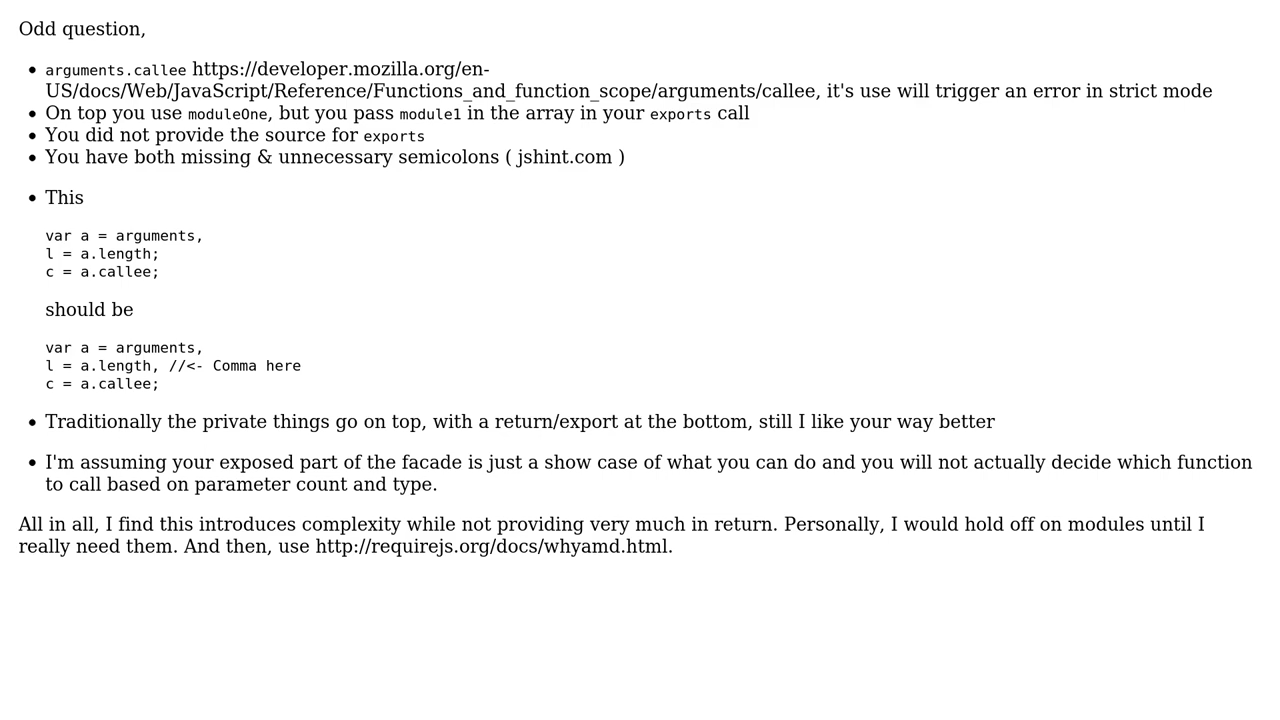 Odd question,
arguments.callee https://developer.mozilla.org/en-
US/docs/Web/JavaScript/Reference/Functions_and_function_scope/arguments/callee, it's use will trigger an error in strict mode
On top you use moduleOne, but you pass module1 in the array in your exports call
You did not provide the source for exports
You have both missing & unnecessary semicolons ( jshint.com )
This
var a = arguments,
l = a.length;
c = a.callee;
should be
var a = arguments,
l = a.length, //<- Comma here
c = a.callee;
Traditionally the private things go on top, with a return/export at the bottom, still I like your way better
I'm assuming your exposed part of the facade is just a show case of what you can do and you will not actually decide which function
to call based on parameter count and type.
All in all, I find this introduces complexity while not providing very much in return. Personally, I would hold off on modules until I
really need them. And then, use http://requirejs.org/docs/whyamd.html.